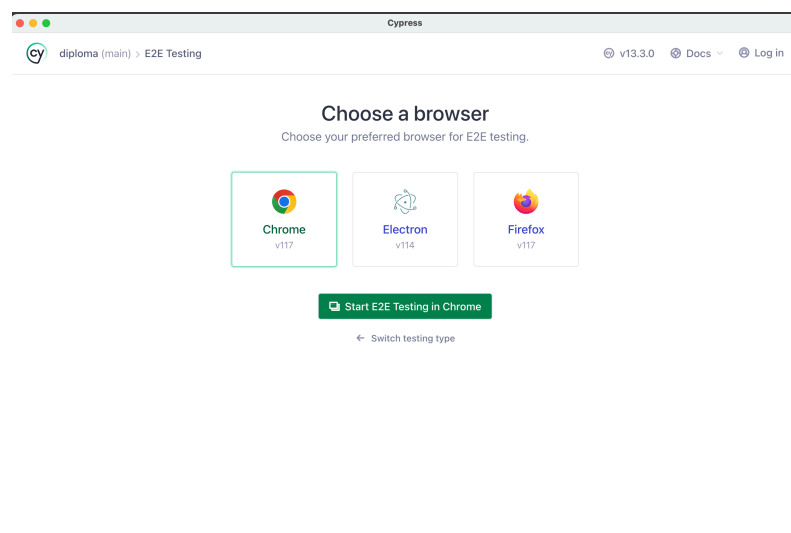 Cypress
cy diploma (main) > E2E Testing cy v13.3.0 Docs Log in
Choose a browser
Choose your preferred browser for E2E testing.
Chrome Electron Firefox
v117 v114 v117
Start E2E Testing in Chrome
← Switch testing type